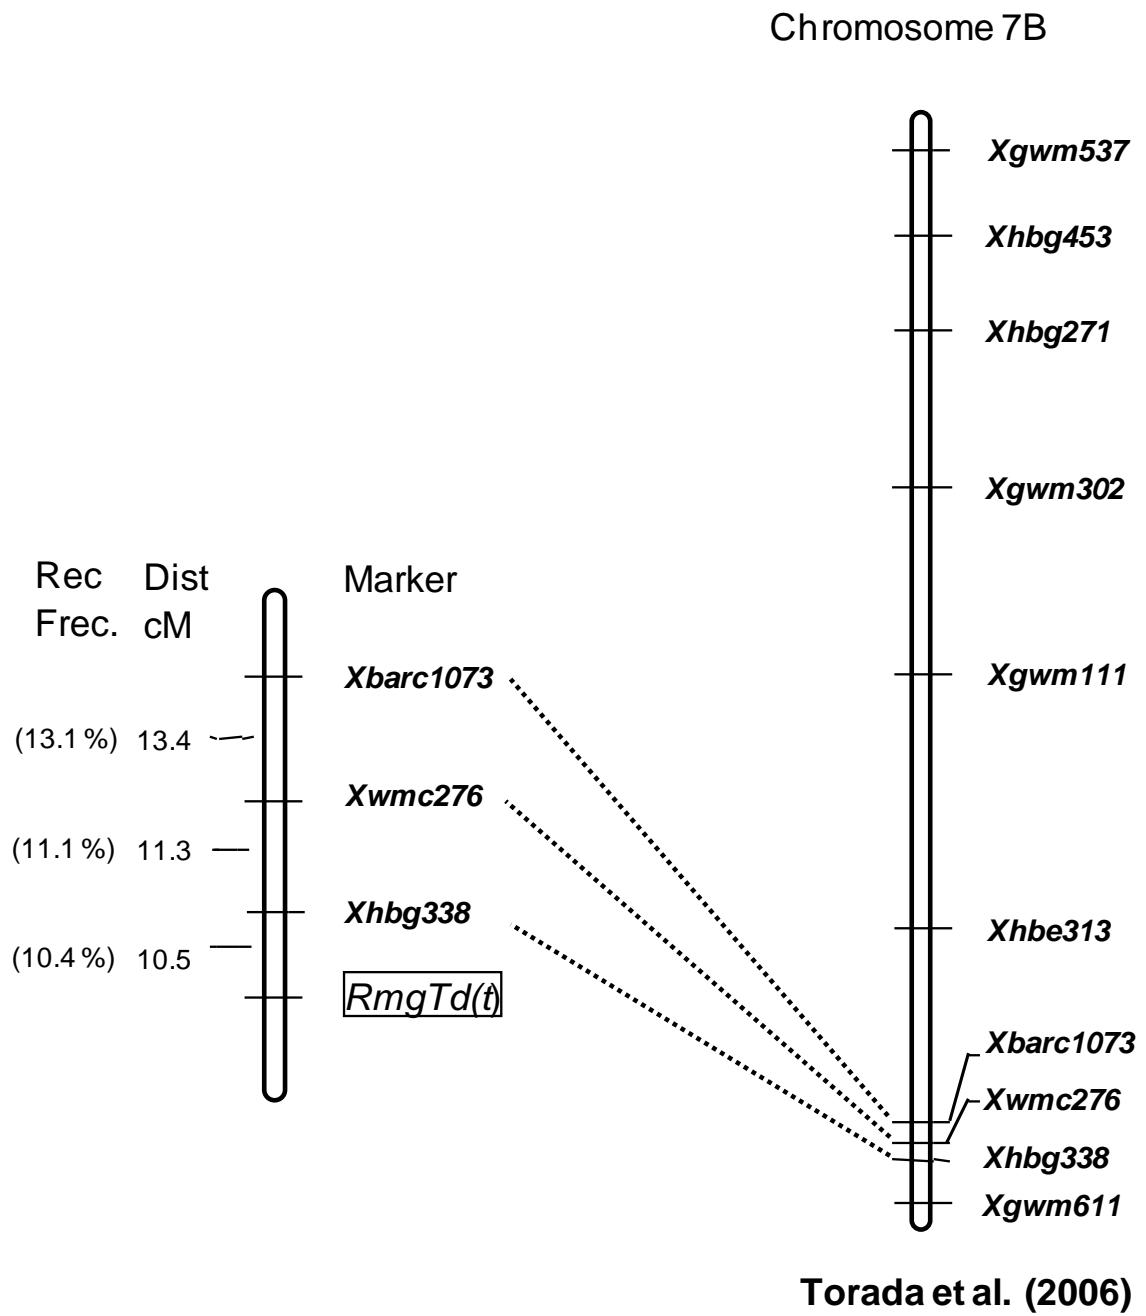 Chromosome 7B
Xgwm537
Xhbg453
Xhbg271
Xgwm302
Xgwm111
Xhbe313
Xbarc1073
Xwmc276
Xhbg338
Xgwm611
Rec Dist Marker
Frec. cM
Xbarc1073
(13.1 %) 13.4
Xwmc276
(11.1 %) 11.3
Xhbg338
(10.4 %) 10.5
RmgTd(t)
Torada et al. (2006)